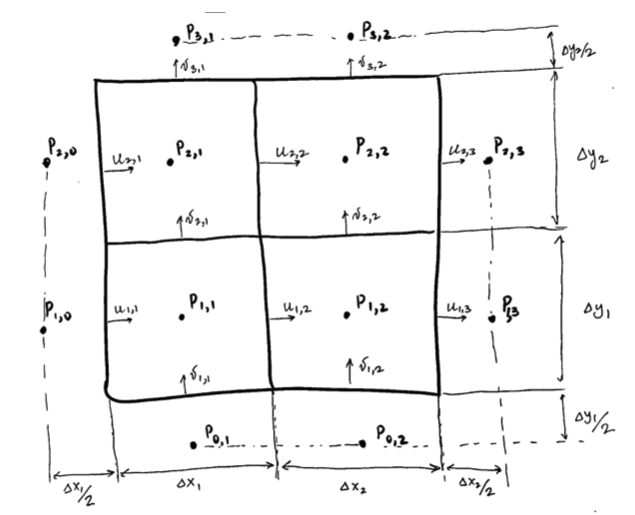 P3,1 P3,2
Δy2/2
v3,1 v3,2
P2,0 u2,1 P2,1 u2,2 P2,2 u2,3 P2,3 Δy2
v2,1 v2,2
P1,0 u1,1 P1,1 u1,2 P1,2 u1,3 P1,3 Δy1
v1,1 v1,2
P0,1 P0,2 Δy1/2
Δx1/2 Δx1 Δx2 Δx2/2